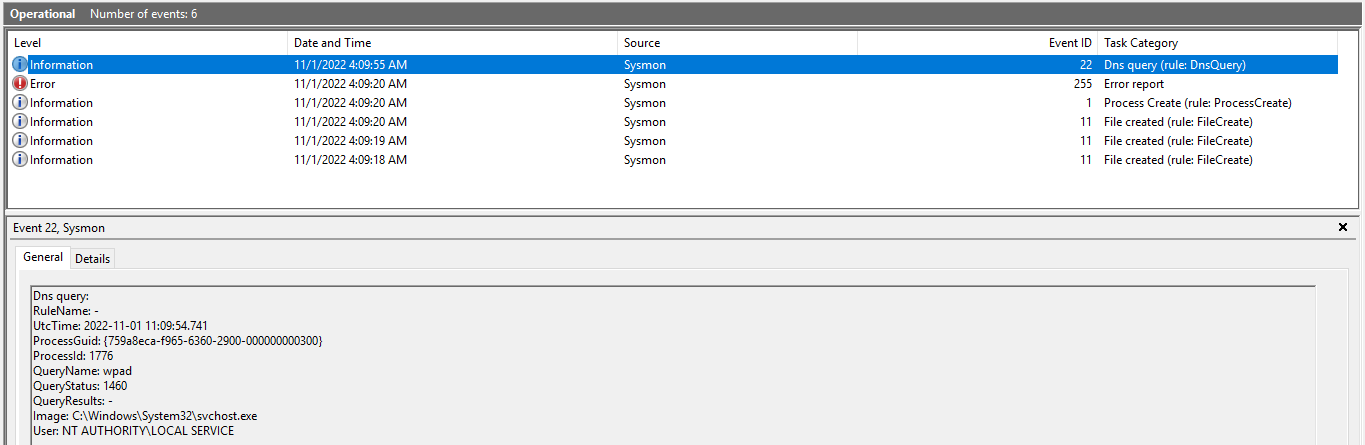 Operational Number of events: 6
Level Date and Time Source Event ID Task Category
Information 11/1/2022 4:09:55 AM Sysmon 22 Dns query (rule: DnsQuery)
Error 11/1/2022 4:09:20 AM Sysmon 255 Error report
Information 11/1/2022 4:09:20 AM Sysmon 1 Process Create (rule: ProcessCreate)
Information 11/1/2022 4:09:20 AM Sysmon 11 File created (rule: FileCreate)
Information 11/1/2022 4:09:19 AM Sysmon 11 File created (rule: FileCreate)
Information 11/1/2022 4:09:18 AM Sysmon 11 File created (rule: FileCreate)
Event 22, Sysmon
General Details
Dns query:
RuleName: -
UtcTime: 2022-11-01 11:09:54.741
ProcessGuid: {759a8eca-f965-6360-2900-000000000300}
ProcessId: 1776
QueryName: wpad
QueryStatus: 1460
QueryResults: -
Image: C:\Windows\System32\svchost.exe
User: NT AUTHORITY\LOCAL SERVICE